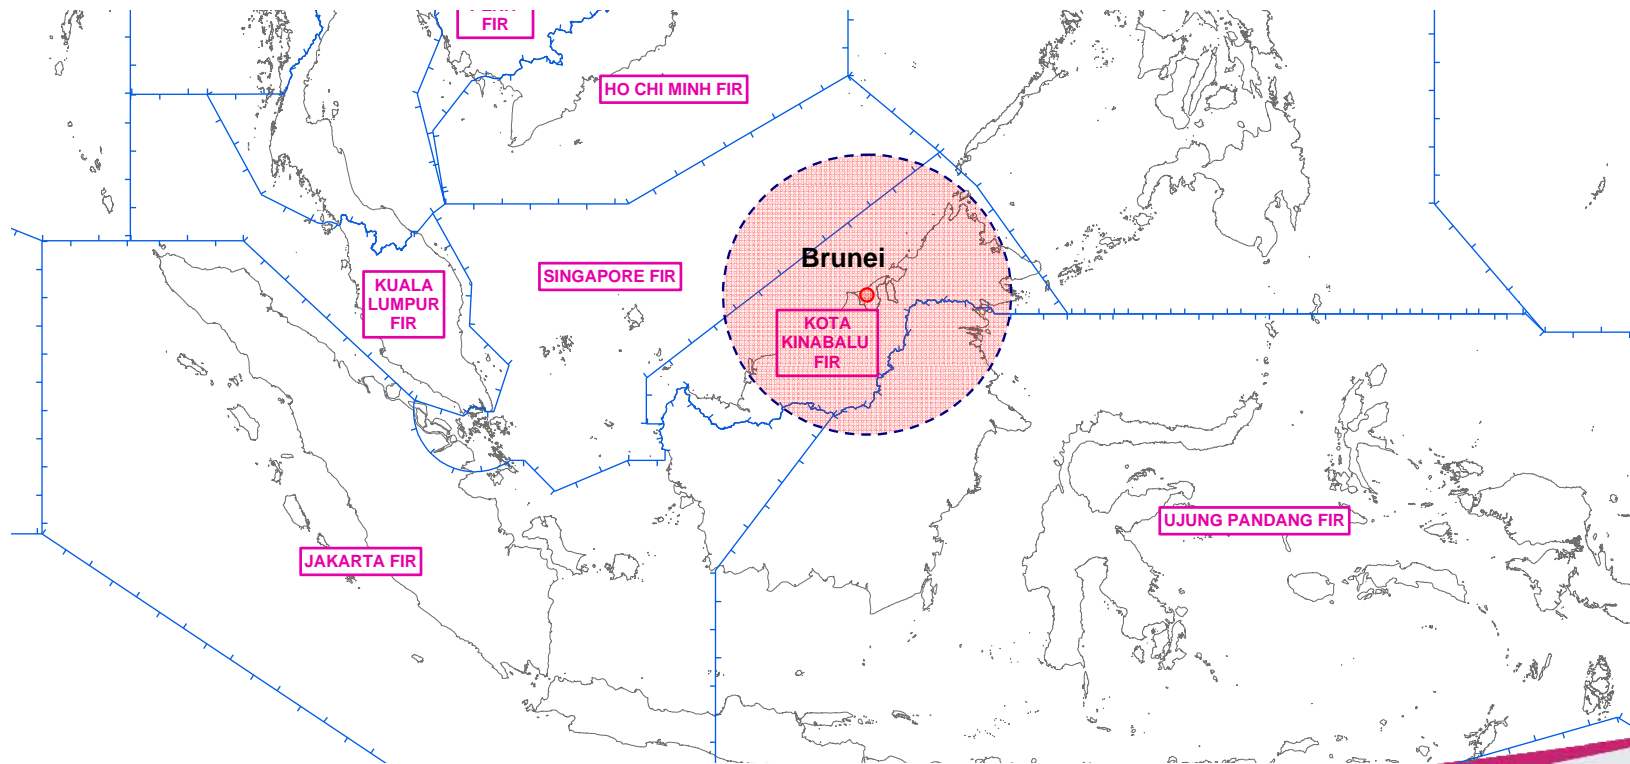 FIR
HO CHI MINH FIR
Brunei
SINGAPORE FIR
KUALA
LUMPUR
FIR
KOTA
KINABALU
FIR
UJUNG PANDANG FIR
JAKARTA FIR